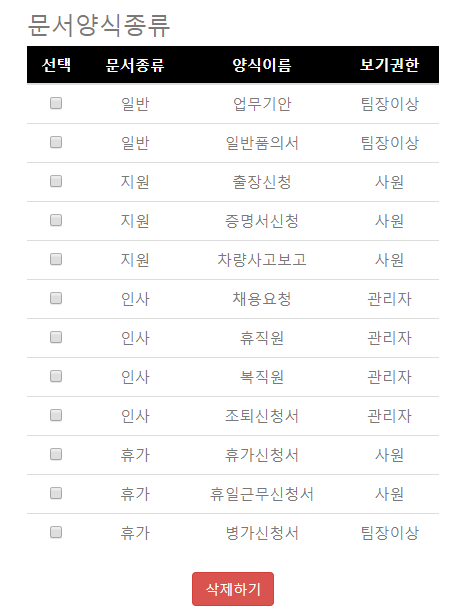 문서양식종류
선택 문서종류 양식이름 보기권한
일반 업무기안 팀장이상
일반 일반품의서 팀장이상
지원 출장신청 사원
지원 증명서신청 사원
지원 차량사고보고 사원
인사 채용요청 관리자
인사 휴직원 관리자
인사 복직원 관리자
인사 조퇴신청서 관리자
휴가 휴가신청서 사원
휴가 휴일근무신청서 사원
휴가 병가신청서 팀장이상
삭제하기